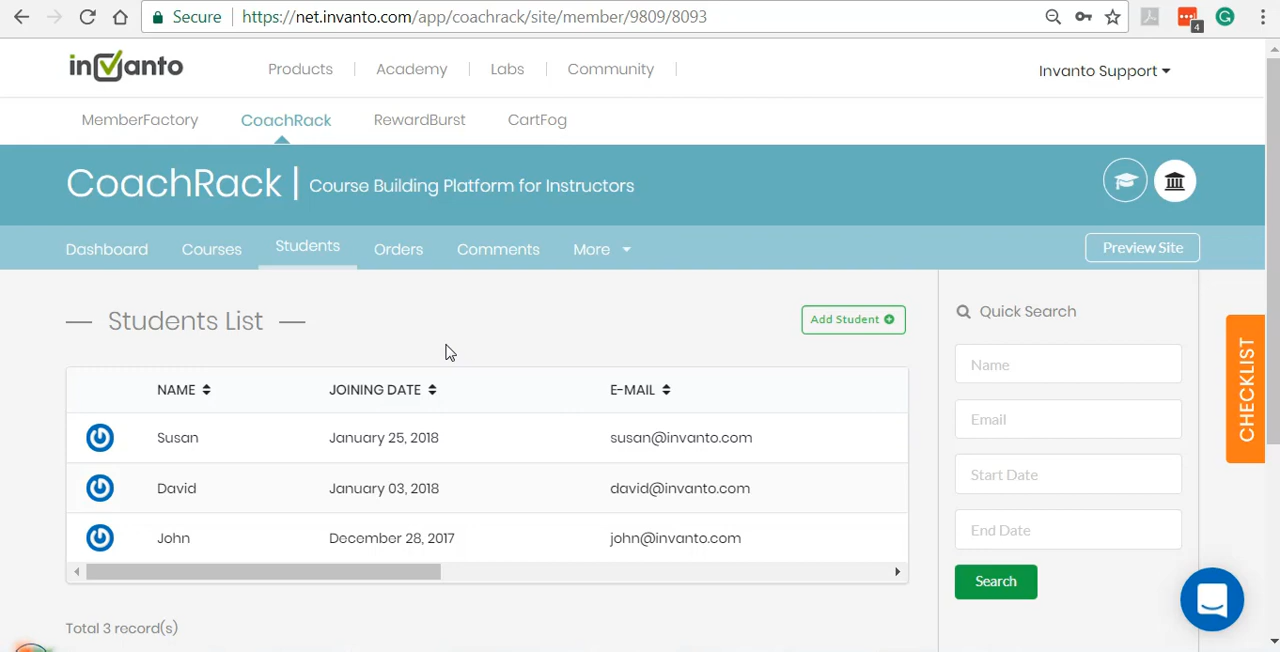 Secure https://net.invanto.com/app/coachrack/site/member/9809/8093
4
invanto
Products Academy Labs Community
Invanto Support
MemberFactory CoachRack RewardBurst CartFog
CoachRack | Course Building Platform for Instructors
Dashboard Courses Students Orders Comments More Preview Site
Students List
Add Student
NAME JOINING DATE E-MAIL
Susan January 25, 2018 susan@invanto.com
David January 03, 2018 david@invanto.com
John December 28, 2017 john@invanto.com
Total 3 record(s)
Quick Search
Name
Email
Start Date
End Date
Search
CHECKLIST